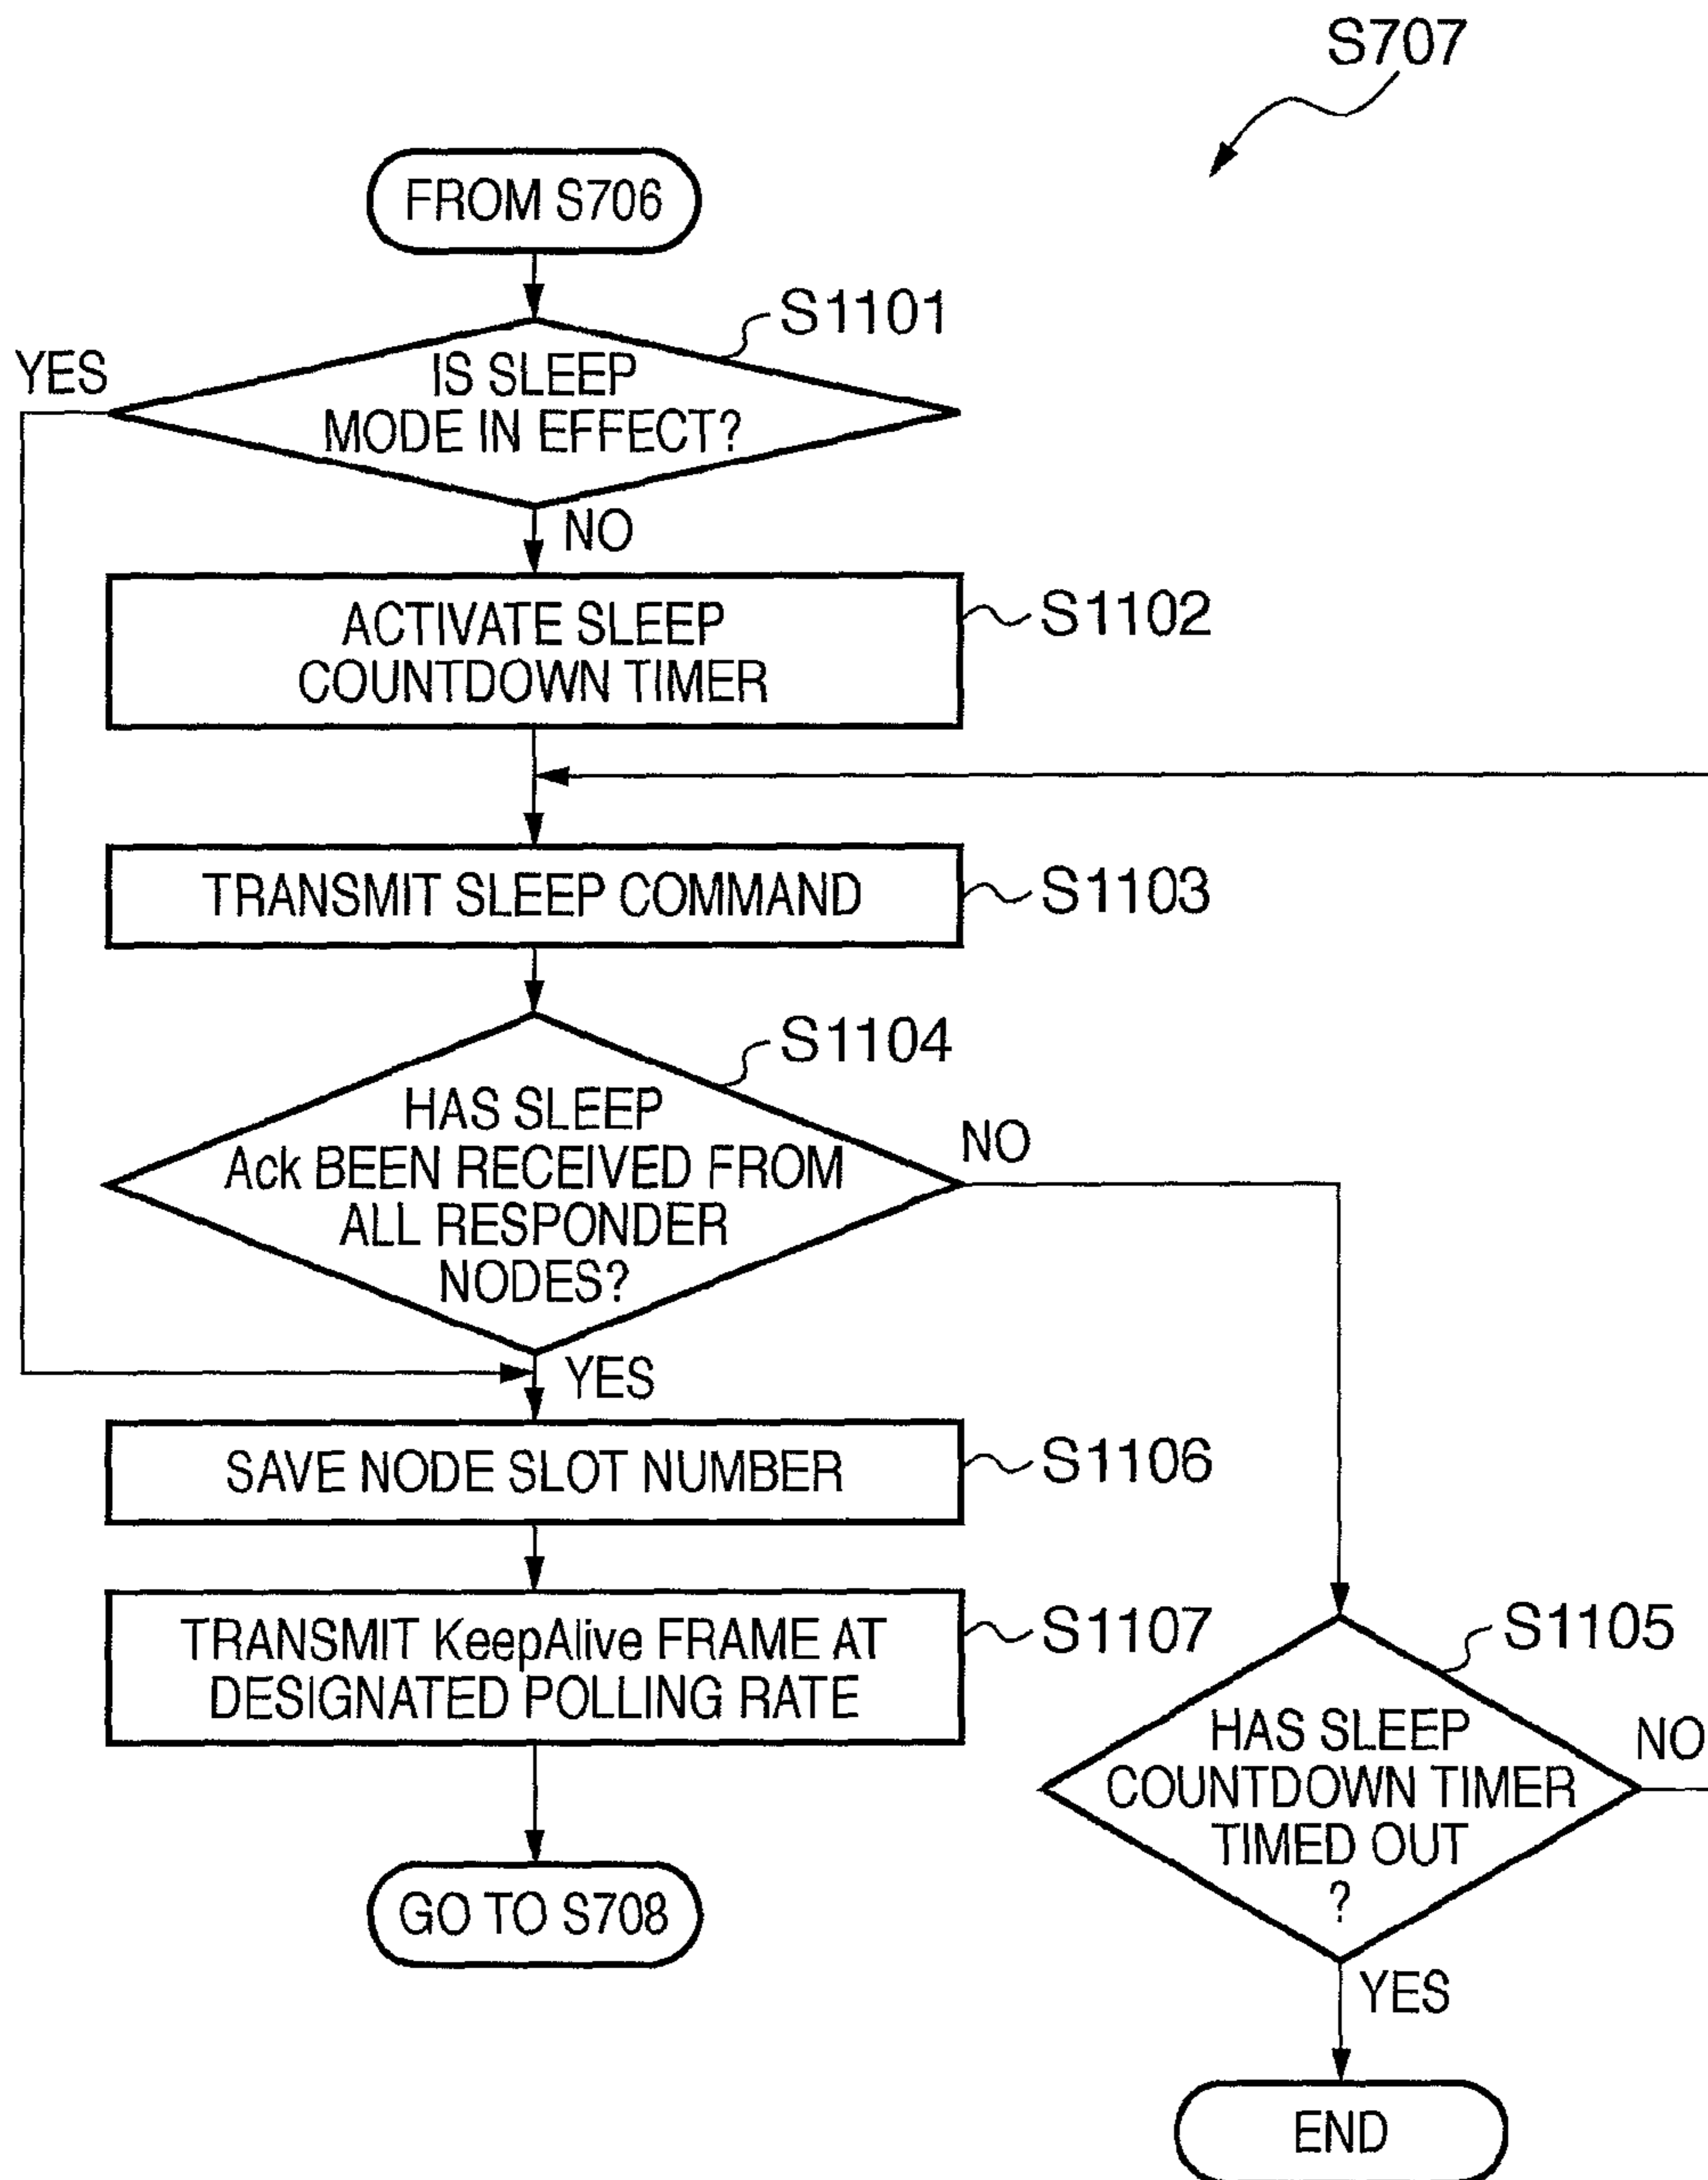 S707
FROM S706
S1101
YES
IS SLEEP
MODE IN EFFECT?
NO
ACTIVATE SLEEP
COUNTDOWN TIMER
S1102
TRANSMIT SLEEP COMMAND
S1103
S1104
HAS SLEEP
Ack BEEN RECEIVED FROM
ALL RESPONDER
NODES?
NO
YES
SAVE NODE SLOT NUMBER
S1106
TRANSMIT KeepAlive FRAME AT
DESIGNATED POLLING RATE
S1107
S1105
HAS SLEEP
COUNTDOWN TIMER
TIMED OUT
?
NO
GO TO S708
YES
END